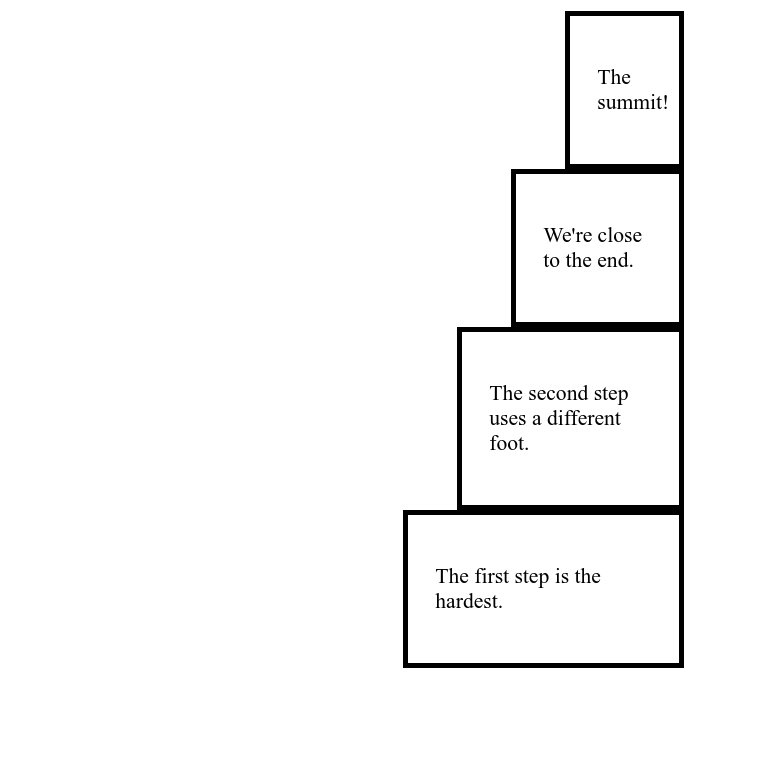 The
summit!
We're close
to the end.
The second step
uses a different
foot.
The first step is the
hardest.